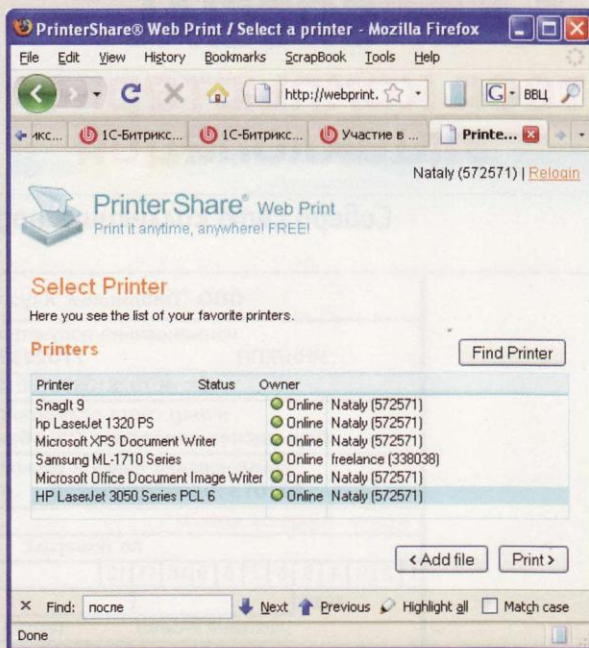 PrinterShare® Web Print / Select a printer - Mozilla Firefox
File Edit View History Bookmarks ScrapBook Tools Help
http://webprint. G ВВЦ
икс... 1С-Битрикс... 1С-Битрикс... Участие в ... Printe...
Nataly (572571) | Relogin
PrinterShare® Web Print
Print it anytime, anywhere! FREE!
Select Printer
Here you see the list of your favorite printers.
Printers
Find Printer
Printer Status Owner
SnagIt 9 Online Nataly (572571)
hp LaserJet 1320 PS Online Nataly (572571)
Microsoft XPS Document Writer Online Nataly (572571)
Samsung ML-1710 Series Online freelance (338038)
Microsoft Office Document Image Writer Online Nataly (572571)
HP LaserJet 3050 Series PCL 6 Online Nataly (572571)
< Add file Print >
Find: после Next Previous Highlight all Match case
Done